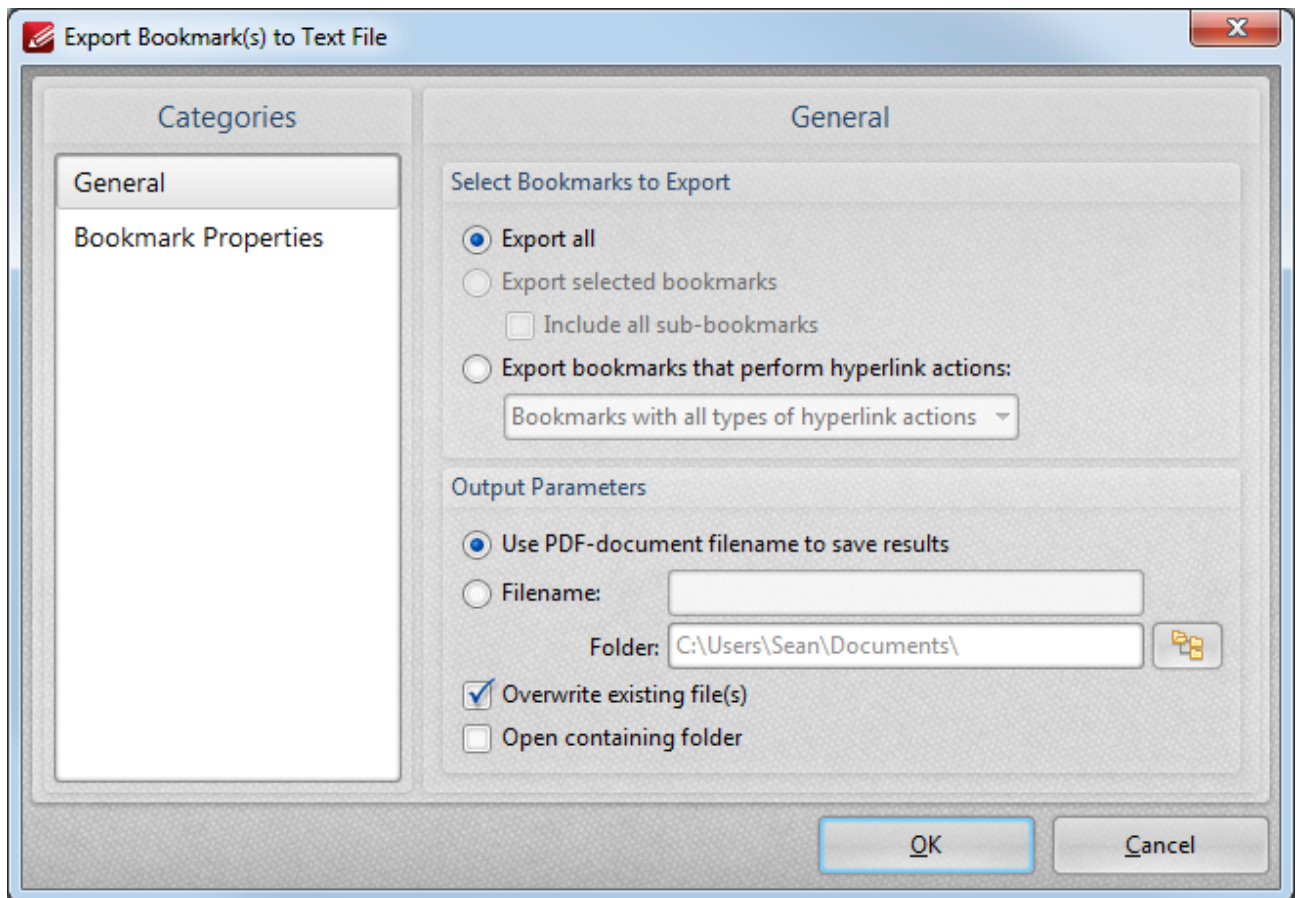 Export Bookmark(s) to Text File
Categories
General
Bookmark Properties
General
Select Bookmarks to Export
Export all
Export selected bookmarks
Include all sub-bookmarks
Export bookmarks that perform hyperlink actions:
Bookmarks with all types of hyperlink actions
Output Parameters
Use PDF-document filename to save results
Filename:
Folder: C:\Users\Sean\Documents\
Overwrite existing file(s)
Open containing folder
OK Cancel